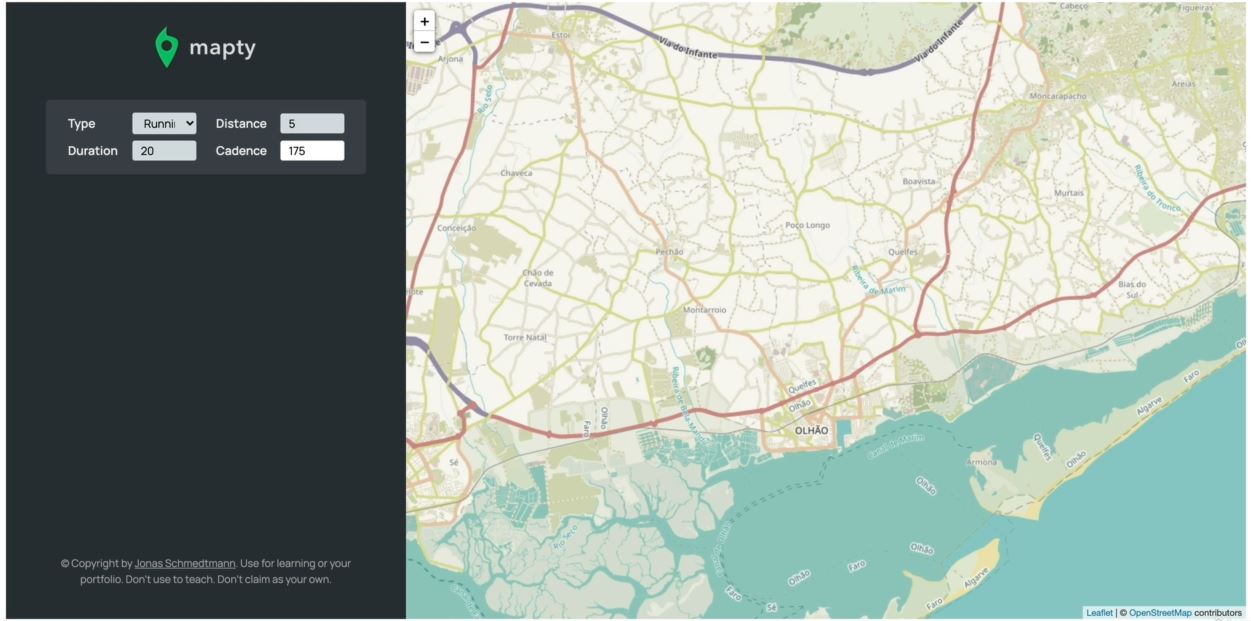 mapty
Type
Runni
Distance
5
Duration
20
Cadence
175
© Copyright by Jonas Schmedtmann. Use for learning or your
portfolio. Don't use to teach. Don't claim as your own.
+
−
Estoi
Via do Infante
Via do Infante
Cabeço
Figueiras
Arjona
Rio Seco
Moncarapacho
Areias
Chaveca
Boavista
Murtais
Ribeira do Tronco
Conceição
Poço Longo
Pechão
Quelfes
Chão de
Cevada
Ribeira de Marim
Bias do
Sul
Montarroio
Torre Natal
Quelfes
Olhão
Faro
Olhão
OLHÃO
Canal de Marim
Faro
Algarve
Quelfes
Olhão
Armona
Sé
Olhão
Rio Seco
Olhão
Olhão
Faro
Faro
Sé
Faro
Algarve
Leaflet | © OpenStreetMap contributors